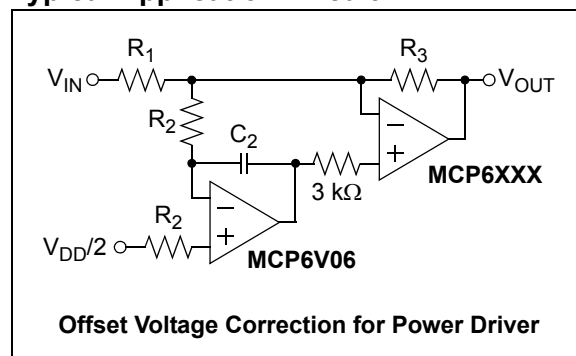 R1
R3
VIN
VOUT
R2
C2
3 kΩ
MCP6XXX
R2
VDD/2
MCP6V06
Offset Voltage Correction for Power Driver